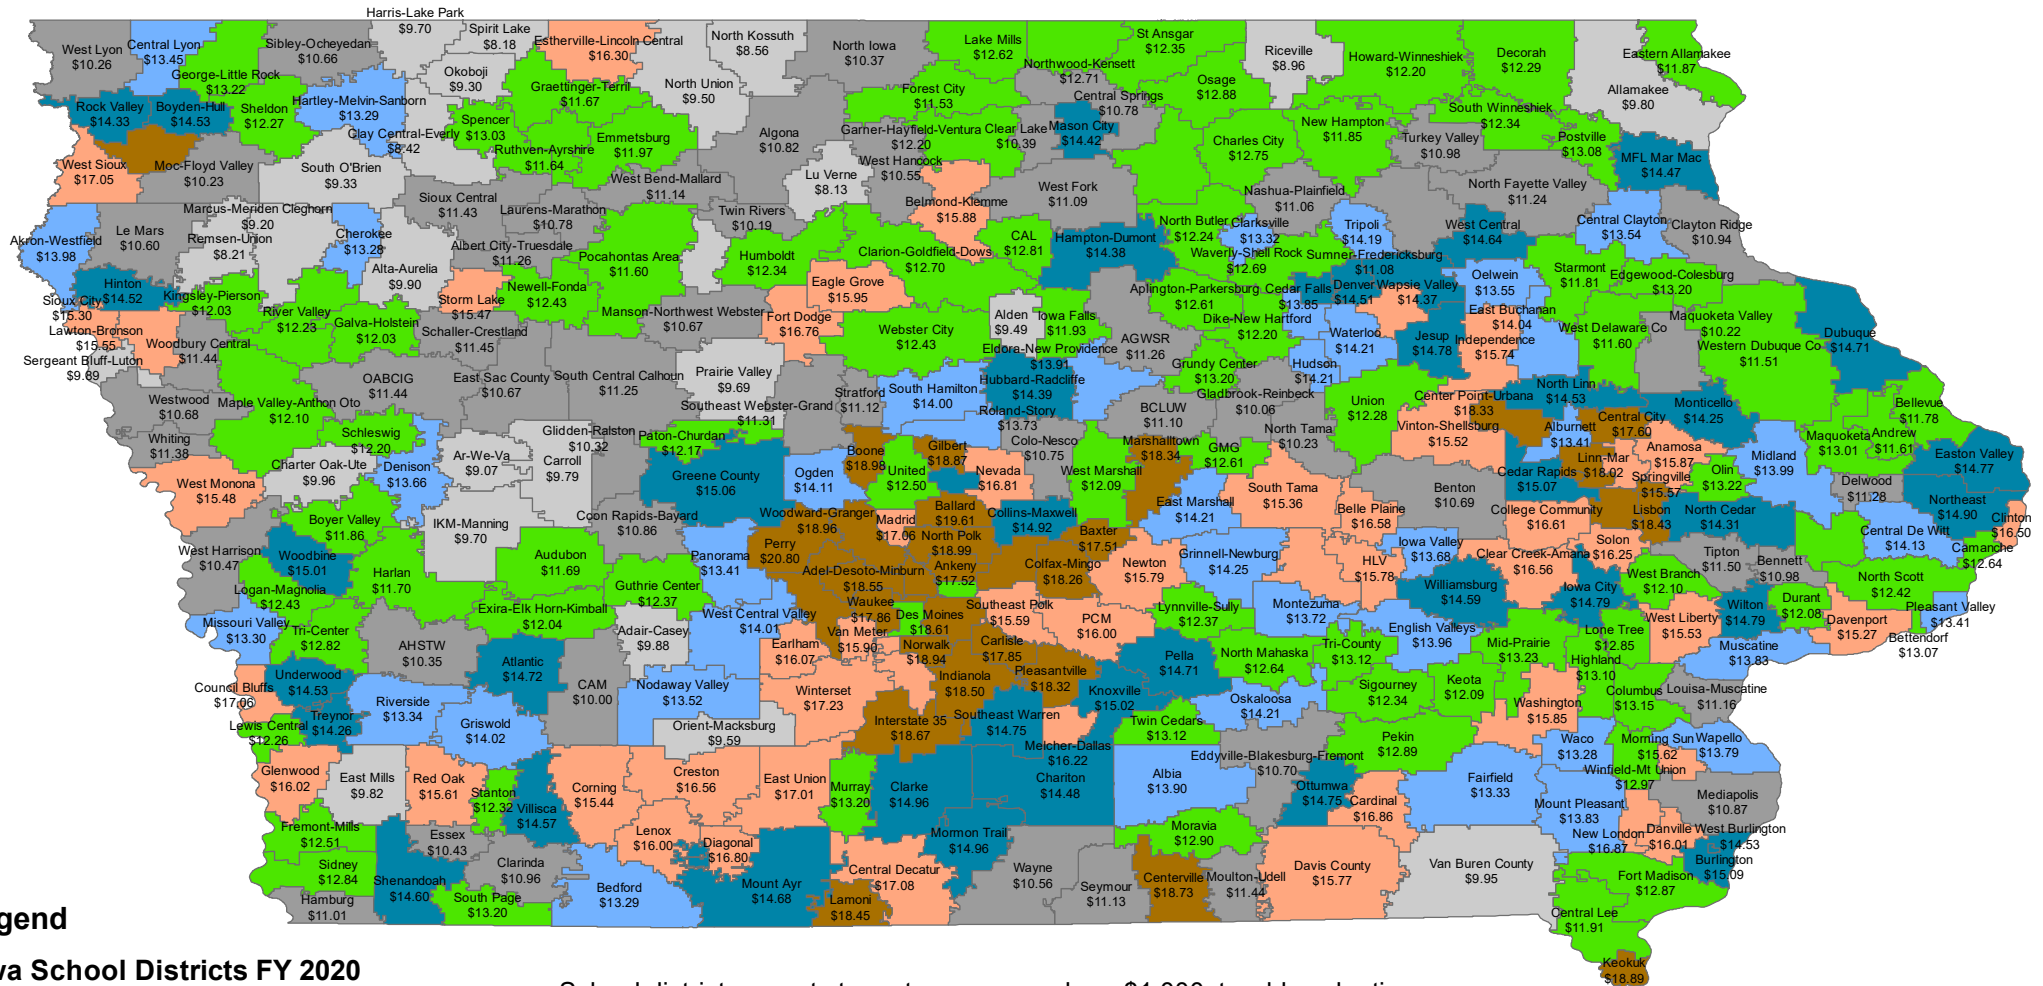 Harris-Lake Park
$9.70
West Lyon
$10.26
Central Lyon
$13.45
Sibley-Ocheyedan
$10.66
Spirit Lake
$8.18
Estherville-Lincoln Central
$16.30
North Kossuth
$8.56
North Iowa
$10.37
Lake Mills
$12.62
St Ansgar
$12.35
Northwood-Kensett
$12.71
Riceville
$8.96
Howard-Winneshiek
$12.20
Decorah
$12.29
Eastern Allamakee
$11.87
George-Little Rock
$13.22
Okoboji
$9.30
Graettinger-Terril
$11.67
North Union
$9.50
Forest City
$11.53
Central Springs
$10.78
Osage
$12.88
Allamakee
$9.80
Rock Valley
$14.33
Boyden-Hull
$14.53
Sheldon
$12.27
Hartley-Melvin-Sanborn
$13.29
Clay Central-Everly
$8.42
Spencer
$13.03
Ruthven-Ayrshire
$11.64
Emmetsburg
$11.97
Algona
$10.82
Garner-Hayfield-Ventura
$12.20
Clear Lake
$10.39
Mason City
$14.42
Charles City
$12.75
New Hampton
$11.85
Turkey Valley
$10.98
South Winneshiek
$12.34
Postville
$13.08
MFL Mar Mac
$14.47
West Sioux
$17.05
Moc-Floyd Valley
$10.23
South O'Brien
$9.33
Sioux Central
$11.43
West Bend-Mallard
$11.14
Lu Verne
$8.13
West Hancock
$10.55
Belmond-Klemme
$15.88
West Fork
$11.09
Nashua-Plainfield
$11.06
North Fayette Valley
$11.24
Akron-Westfield
$13.98
Le Mars
$10.60
Marcus-Meriden Cleghorn
$9.20
Remsen-Union
$8.21
Cherokee
$13.28
Alta-Aurelia
$9.90
Laurens-Marathon
$10.78
Albert City-Truesdale
$11.26
Pocahontas Area
$11.60
Twin Rivers
$10.19
Humboldt
$12.34
Clarion-Goldfield-Dows
$12.70
CAL
$12.81
Hampton-Dumont
$14.38
North Butler
$12.24
Clarksville
$13.32
Waverly-Shell Rock
$12.69
Tripoli
$14.19
Sumner-Fredericksburg
$11.08
West Central
$14.64
Central Clayton
$13.54
Clayton Ridge
$10.94
Hinton
$14.52
Sioux City
$15.30
Kingsley-Pierson
$12.03
River Valley
$12.23
Galva-Holstein
$12.03
Storm Lake
$15.47
Newell-Fonda
$12.43
Manson-Northwest Webster
$10.67
Fort Dodge
$16.76
Eagle Grove
$15.95
Webster City
$12.43
Alden
$9.49
Iowa Falls
$11.93
Aplington-Parkersburg
$12.61
Cedar Falls
$13.85
Denver
$14.51
Wapsie Valley
$14.37
Oelwein
$13.55
Starmont
$11.81
Edgewood-Colesburg
$13.20
Lawton-Bronson
$15.55
Woodbury Central
$11.44
Sergeant Bluff-Luton
$9.89
Schaller-Crestland
$11.45
AGWSR
$11.26
Dike-New Hartford
$12.20
Waterloo
$14.21
Jesup
$14.78
East Buchanan
$14.04
Independence
$15.74
West Delaware Co
$11.60
Maquoketa Valley
$10.22
Western Dubuque Co
$11.51
Dubuque
$14.71
Westwood
$10.68
Maple Valley-Anthon Oto
$12.10
OABCIG
$11.44
East Sac County
$10.67
South Central Calhoun
$11.25
Prairie Valley
$9.69
Southeast Webster-Grand
$11.31
Stratford
$11.12
South Hamilton
$14.00
Eldora-New Providence
$13.91
Hubbard-Radcliffe
$14.39
Roland-Story
$13.73
Grundy Center
$13.20
Hudson
$14.21
Gladbrook-Reinbeck
$10.06
BCLUW
$11.10
Union
$12.28
Center Point-Urbana
$18.33
North Linn
$14.53
Monticello
$14.25
Bellevue
$11.78
Whiting
$11.38
Schleswig
$12.20
Charter Oak-Ute
$9.96
Denison
$13.66
Ar-We-Va
$9.07
Glidden-Ralston
$10.32
Carroll
$9.79
Paton-Churdan
$12.17
Greene County
$15.06
Ogden
$14.11
Boone
$18.98
Gilbert
$18.87
United
$12.50
Nevada
$16.81
Colo-Nesco
$10.75
West Marshall
$12.09
Marshalltown
$18.34
GMG
$12.61
North Tama
$10.23
Vinton-Shellsburg
$15.52
Alburnett
$13.41
Central City
$17.60
Linn-Mar
$18.02
Anamosa
$15.87
Springville
$15.57
Olin
$13.22
Midland
$13.99
Maquoketa
$13.01
Andrew
$11.61
Easton Valley
$14.77
West Monona
$15.48
Boyer Valley
$11.86
IKM-Manning
$9.70
Coon Rapids-Bayard
$10.86
Woodward-Granger
$18.96
Madrid
$17.06
Ballard
$19.61
Collins-Maxwell
$14.92
East Marshall
$14.21
South Tama
$15.36
Belle Plaine
$16.58
Benton
$10.69
Cedar Rapids
$15.07
College Community
$16.61
Lisbon
$18.43
North Cedar
$14.31
Delwood
$11.28
Northeast
$14.90
Clinton
$16.50
Central De Witt
$14.13
Camanche
$12.64
West Harrison
$10.47
Woodbine
$15.01
Harlan
$11.70
Audubon
$11.69
Guthrie Center
$12.37
Panorama
$13.41
Perry
$20.80
North Polk
$18.99
Ankeny
$17.52
Baxter
$17.51
Colfax-Mingo
$18.26
Newton
$15.79
Grinnell-Newburg
$14.25
HLV
$15.78
Iowa Valley
$13.68
Clear Creek-Amana
$16.56
Solon
$16.25
Tipton
$11.50
Bennett
$10.98
North Scott
$12.42
Logan-Magnolia
$12.43
Exira-Elk Horn-Kimball
$12.04
Adel-Desoto-Minburn
$18.55
Waukee
$17.86
Williamsburg
$14.59
Iowa City
$14.79
West Branch
$12.10
Wilton
$14.79
Durant
$12.08
Pleasant Valley
$13.41
Missouri Valley
$13.30
Tri-Center
$12.82
AHSTW
$10.35
Adair-Casey
$9.88
West Central Valley
$14.01
Earlham
$16.07
Van Meter
$15.90
Des Moines
$18.61
Southeast Polk
$15.59
PCM
$16.00
Lynnville-Sully
$12.37
Montezuma
$13.72
English Valleys
$13.96
Mid-Prairie
$13.23
Lone Tree
$12.85
West Liberty
$15.53
Davenport
$15.27
Bettendorf
$13.07
Muscatine
$13.83
Underwood
$14.53
Atlantic
$14.72
CAM
$10.00
Nodaway Valley
$13.52
Winterset
$17.23
Norwalk
$18.94
Carlisle
$17.85
Indianola
$18.50
Pleasantville
$18.32
Knoxville
$15.02
Pella
$14.71
North Mahaska
$12.64
Tri-County
$13.12
Sigourney
$12.34
Keota
$12.09
Highland
$13.10
Washington
$15.85
Columbus
$13.15
Louisa-Muscatine
$11.16
Council Bluffs
$17.06
Lewis Central
$12.26
Treynor
$14.26
Riverside
$13.34
Griswold
$14.02
Orient-Macksburg
$9.59
Interstate 35
$18.67
Southeast Warren
$14.75
Melcher-Dallas
$16.22
Twin Cedars
$13.12
Oskaloosa
$14.21
Eddyville-Blakesburg-Fremont
$10.70
Pekin
$12.89
Waco
$13.28
Morning Sun
$15.62
Wapello
$13.79
Winfield-Mt Union
$12.97
Glenwood
$16.02
East Mills
$9.82
Red Oak
$15.61
Stanton
$12.32
Villisca
$14.57
Corning
$15.44
Creston
$16.56
East Union
$17.01
Murray
$13.20
Clarke
$14.96
Chariton
$14.48
Albia
$13.90
Ottumwa
$14.75
Cardinal
$16.86
Fairfield
$13.33
Mount Pleasant
$13.83
Mediapolis
$10.87
New London
$16.87
Danville
$16.01
West Burlington
$14.53
Burlington
$15.09
Fremont-Mills
$12.51
Essex
$10.43
Sidney
$12.84
Shenandoah
$14.60
Clarinda
$10.96
Lenox
$16.00
Diagonal
$16.80
Mormon Trail
$14.96
Moravia
$12.90
Hamburg
$11.01
South Page
$13.20
Bedford
$13.29
Mount Ayr
$14.68
Central Decatur
$17.08
Lamoni
$18.45
Wayne
$10.56
Seymour
$11.13
Centerville
$18.73
Moulton-Udell
$11.44
Davis County
$15.77
Van Buren County
$9.95
Fort Madison
$12.87
Central Lee
$11.91
Keokuk
$18.89
gend
va School Districts FY 2020